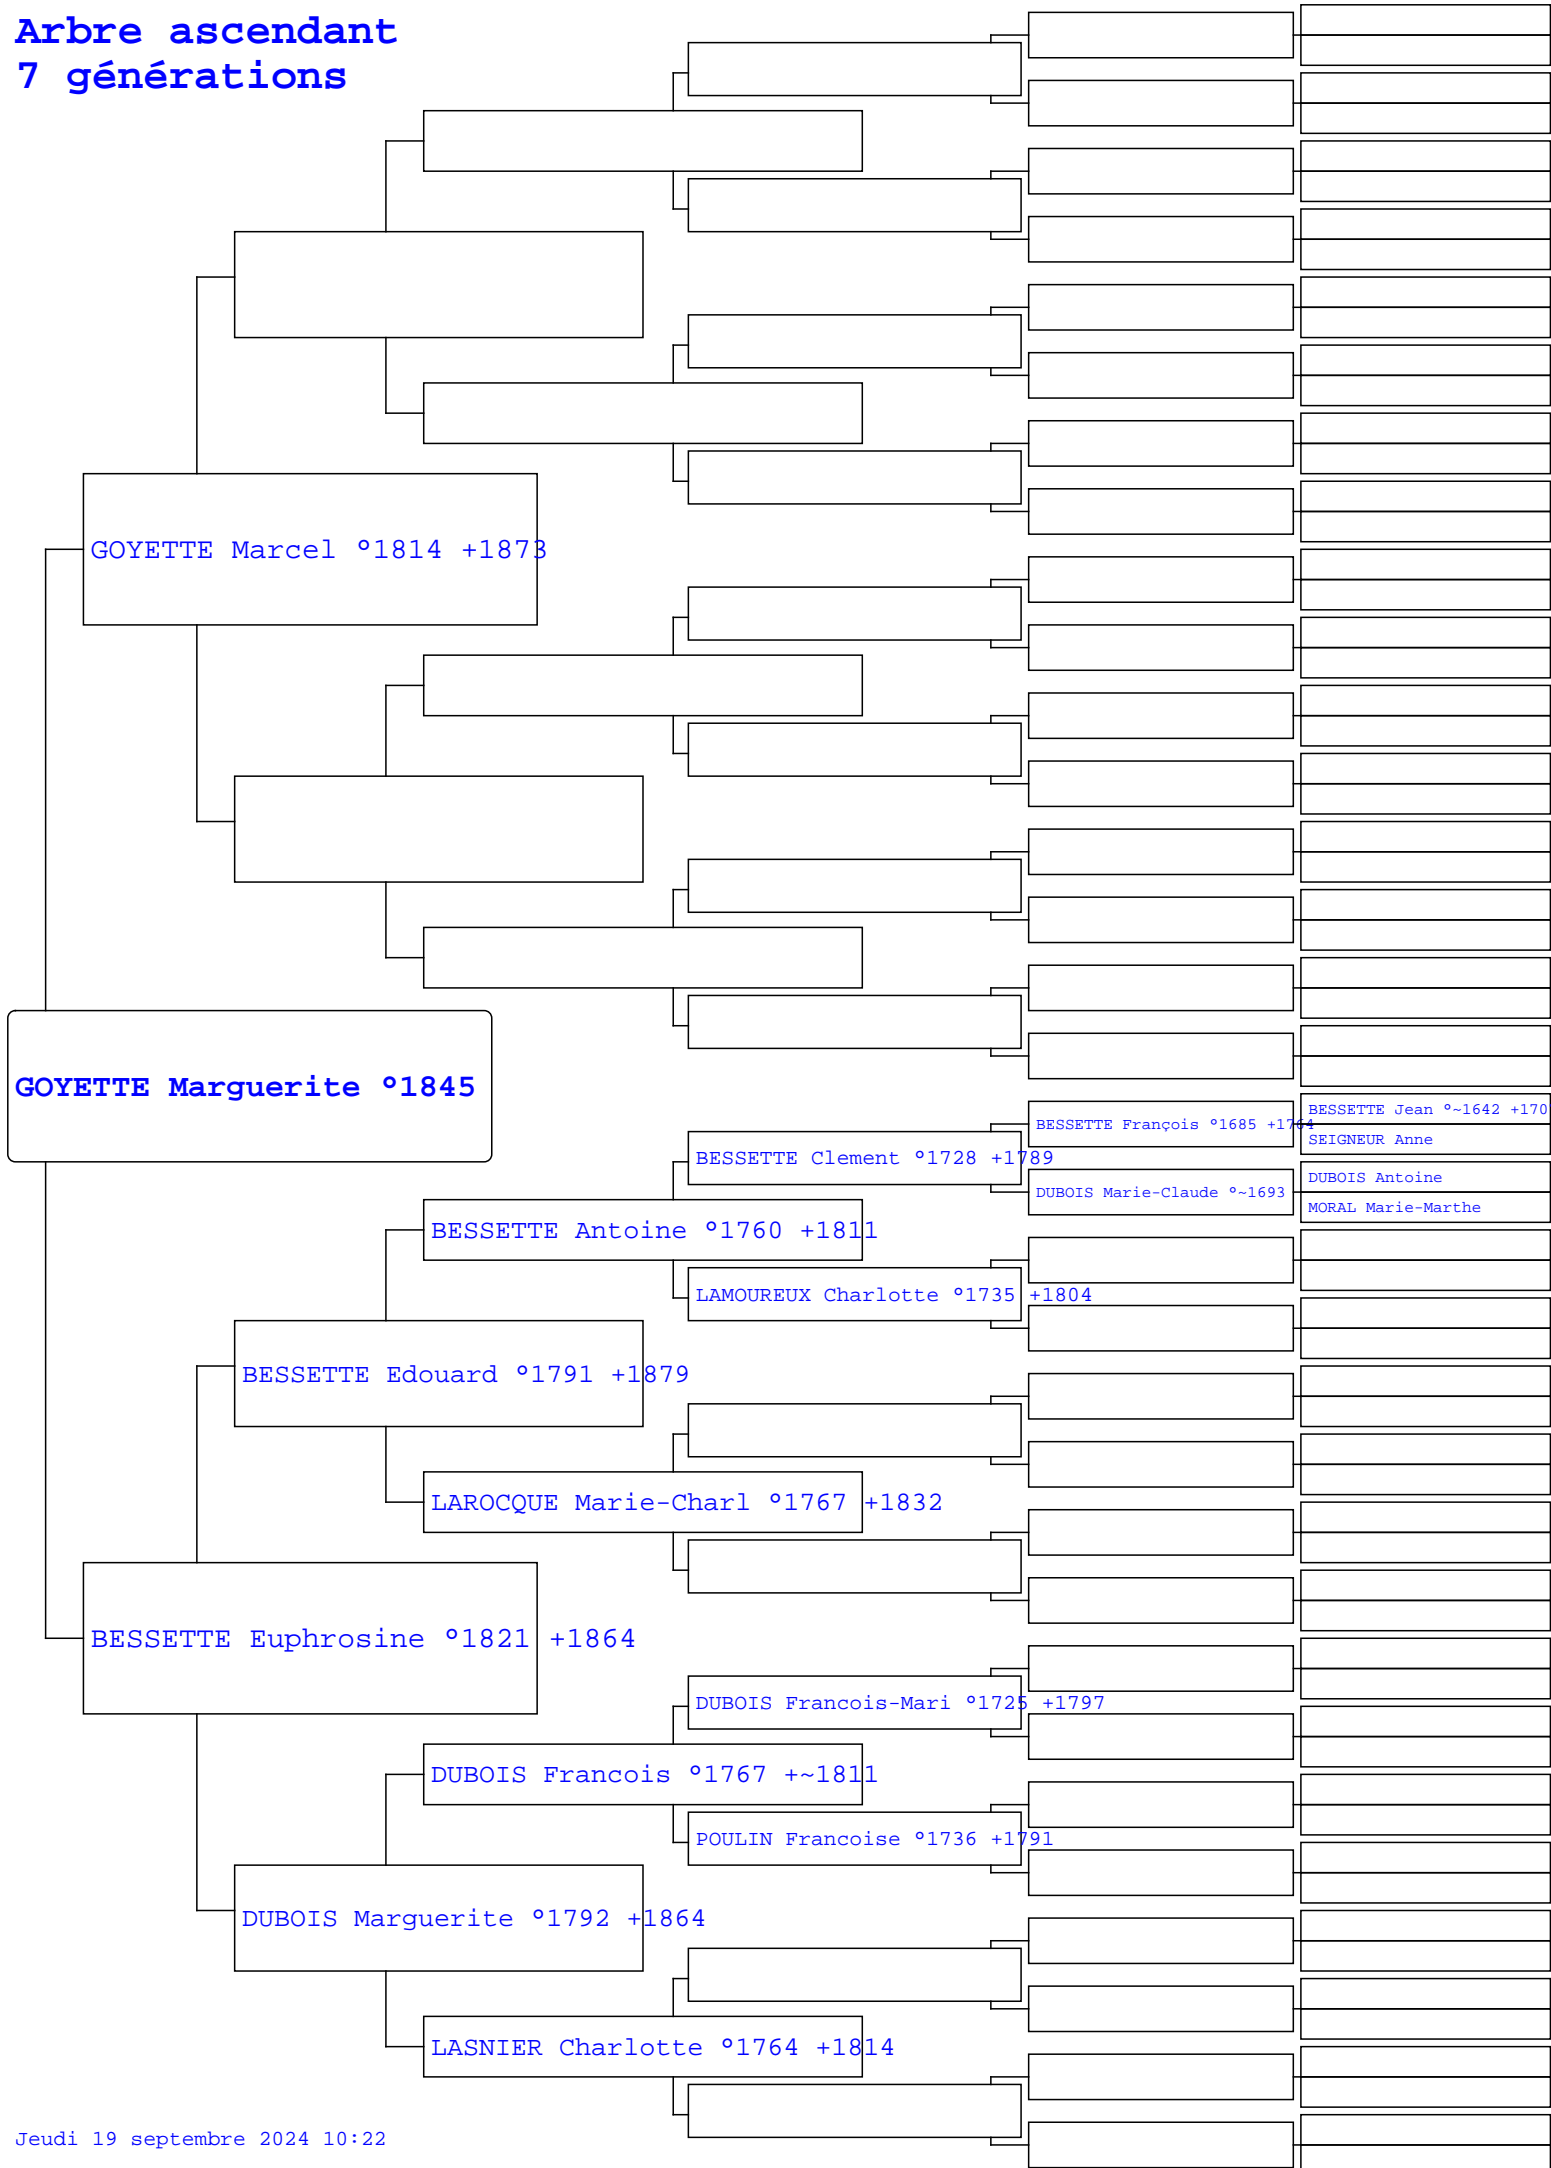 Arbre ascendant
7 générations
GOYETTE Marcel °1814 +1873
GOYETTE Marguerite °1845
BESSETTE Jean °~1642 +170
BESSETTE François °1685 +1764
SEIGNEUR Anne
BESSETTE Clement °1728 +1789
DUBOIS Antoine
DUBOIS Marie-Claude °~1693
MORAL Marie-Marthe
BESSETTE Antoine °1760 +1811
LAMOUREUX Charlotte °1735 +1804
BESSETTE Edouard °1791 +1879
LAROCQUE Marie-Charl °1767 +1832
BESSETTE Euphrosine °1821 +1864
DUBOIS Francois-Mari °1725 +1797
DUBOIS Francois °1767 +~1811
POULIN Francoise °1736 +1791
DUBOIS Marguerite °1792 +1864
LASNIER Charlotte °1764 +1814
Jeudi 19 septembre 2024 10:22